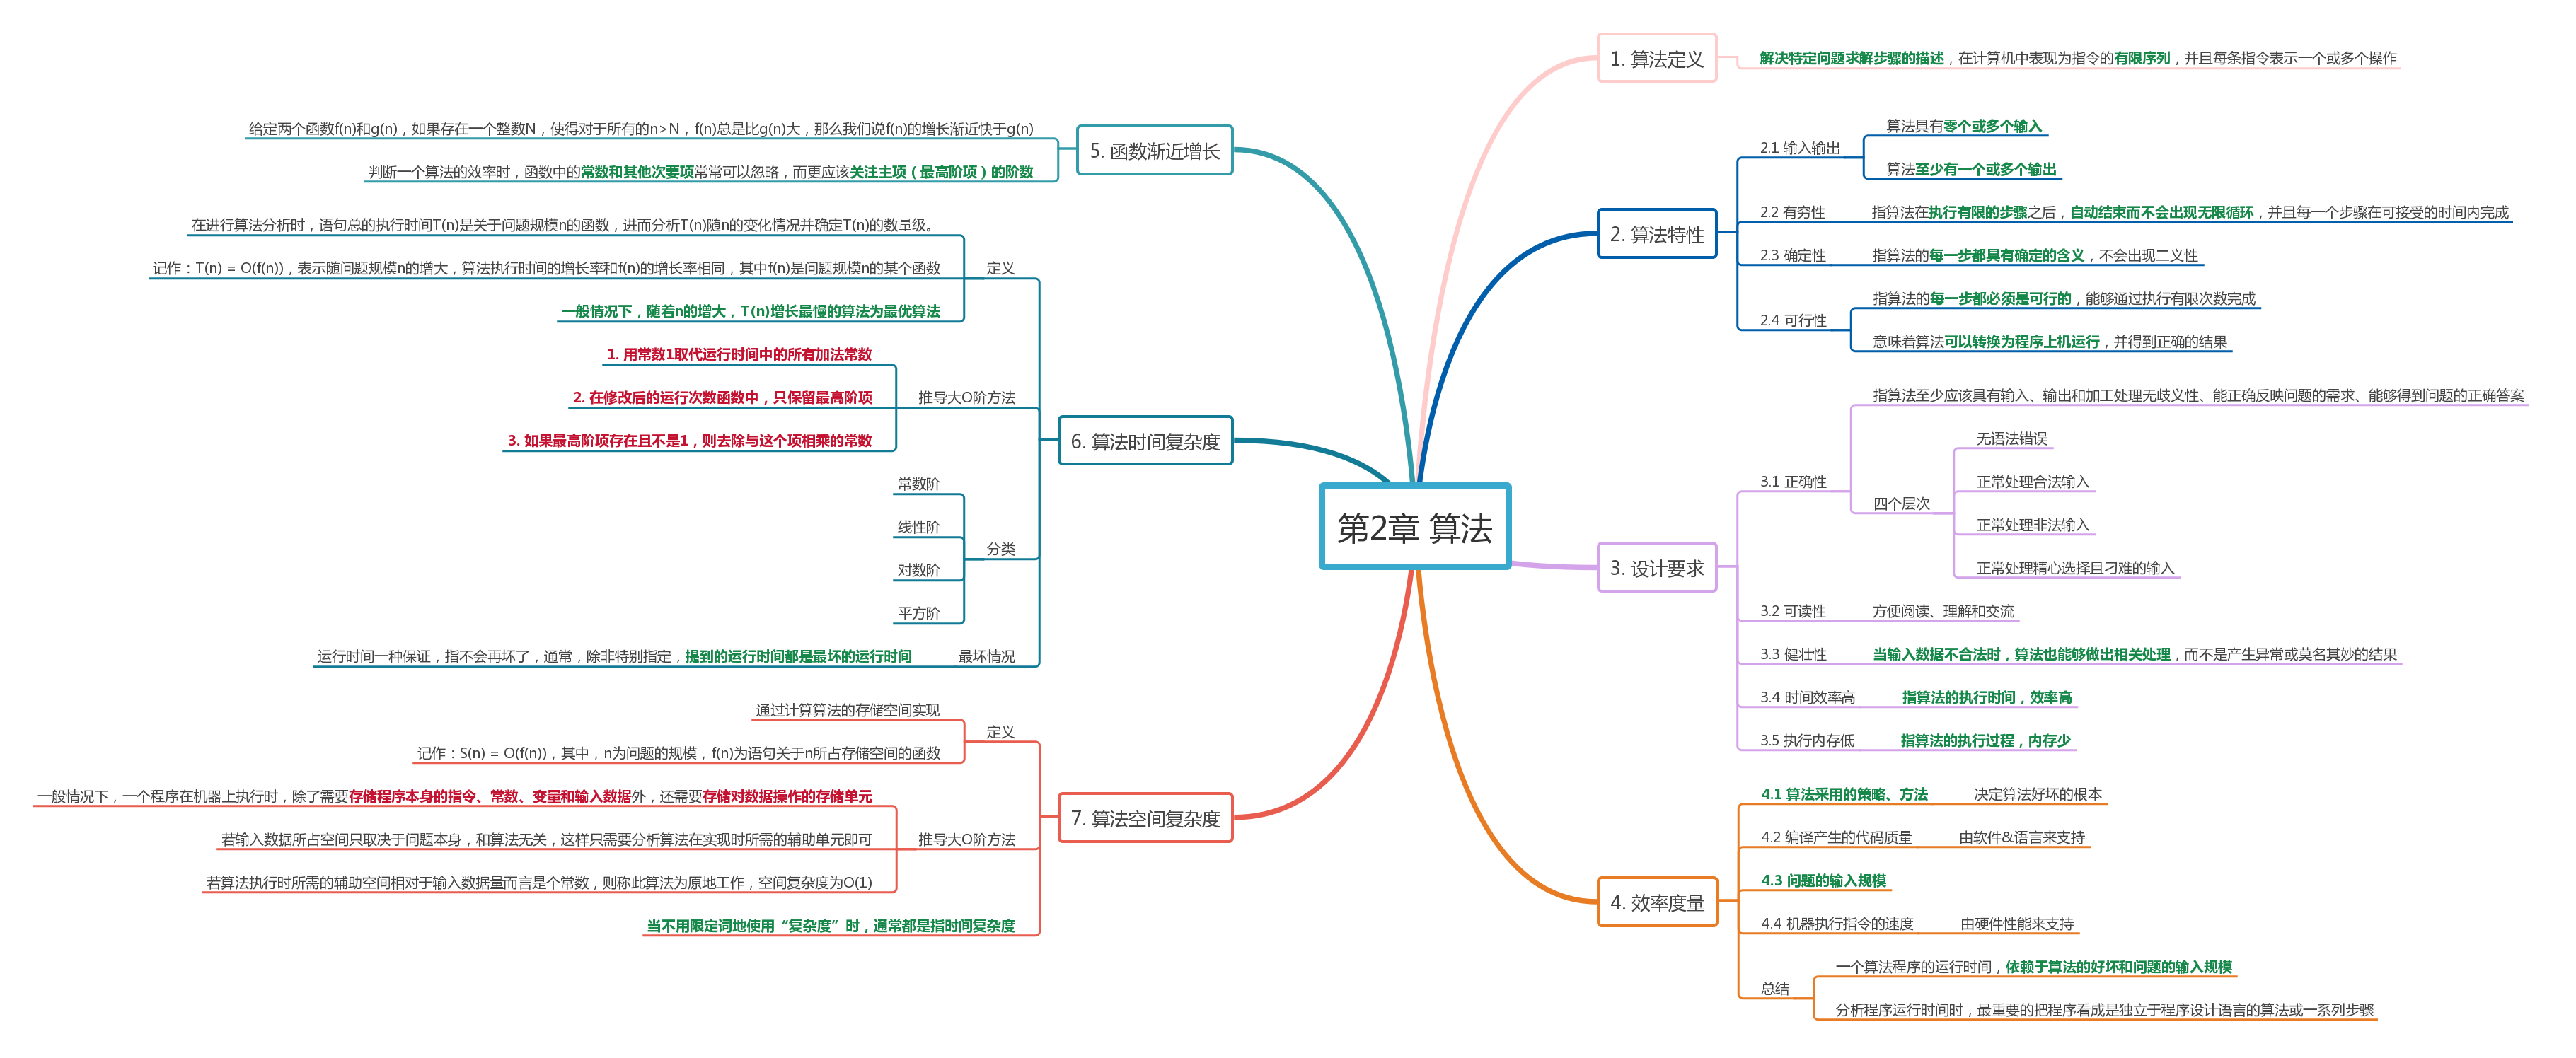 第2章 算法
1. 算法定义
解决特定问题求解步骤的描述，在计算机中表现为指令的有限序列，并且每条指令表示一个或多个操作
2. 算法特性
2.1 输入输出
算法具有零个或多个输入
算法至少有一个或多个输出
2.2 有穷性
指算法在执行有限的步骤之后，自动结束而不会出现无限循环，并且每一个步骤在可接受的时间内完成
2.3 确定性
指算法的每一步都具有确定的含义，不会出现二义性
2.4 可行性
指算法的每一步都必须是可行的，能够通过执行有限次数完成
意味着算法可以转换为程序上机运行，并得到正确的结果
3. 设计要求
3.1 正确性
指算法至少应该具有输入、输出和加工处理无歧义性、能正确反映问题的需求、能够得到问题的正确答案
四个层次
无语法错误
正常处理合法输入
正常处理非法输入
正常处理精心选择且刁难的输入
3.2 可读性
方便阅读、理解和交流
3.3 健壮性
当输入数据不合法时，算法也能够做出相关处理，而不是产生异常或莫名其妙的结果
3.4 时间效率高
指算法的执行时间，效率高
3.5 执行内存低
指算法的执行过程，内存少
4. 效率度量
4.1 算法采用的策略、方法
决定算法好坏的根本
4.2 编译产生的代码质量
由软件&语言来支持
4.3 问题的输入规模
4.4 机器执行指令的速度
由硬件性能来支持
总结
一个算法程序的运行时间，依赖于算法的好坏和问题的输入规模
分析程序运行时间时，最重要的把程序看成是独立于程序设计语言的算法或一系列步骤
5. 函数渐近增长
给定两个函数f(n)和g(n)，如果存在一个整数N，使得对于所有的n>N，f(n)总是比g(n)大，那么我们说f(n)的增长渐近快于g(n)
判断一个算法的效率时，函数中的常数和其他次要项常常可以忽略，而更应该关注主项（最高阶项）的阶数
6. 算法时间复杂度
定义
在进行算法分析时，语句总的执行时间T(n)是关于问题规模n的函数，进而分析T(n)随n的变化情况并确定T(n)的数量级。
记作：T(n) = O(f(n))，表示随问题规模n的增大，算法执行时间的增长率和f(n)的增长率相同，其中f(n)是问题规模n的某个函数
一般情况下，随着n的增大，T(n)增长最慢的算法为最优算法
推导大O阶方法
1. 用常数1取代运行时间中的所有加法常数
2. 在修改后的运行次数函数中，只保留最高阶项
3. 如果最高阶项存在且不是1，则去除与这个项相乘的常数
分类
常数阶
线性阶
对数阶
平方阶
最坏情况
运行时间一种保证，指不会再坏了，通常，除非特别指定，提到的运行时间都是最坏的运行时间
7. 算法空间复杂度
定义
通过计算算法的存储空间实现
记作：S(n) = O(f(n))，其中，n为问题的规模，f(n)为语句关于n所占存储空间的函数
推导大O阶方法
一般情况下，一个程序在机器上执行时，除了需要存储程序本身的指令、常数、变量和输入数据外，还需要存储对数据操作的存储单元
若输入数据所占空间只取决于问题本身，和算法无关，这样只需要分析算法在实现时所需的辅助单元即可
若算法执行时所需的辅助空间相对于输入数据量而言是个常数，则称此算法为原地工作，空间复杂度为O(1)
当不用限定词地使用“复杂度”时，通常都是指时间复杂度